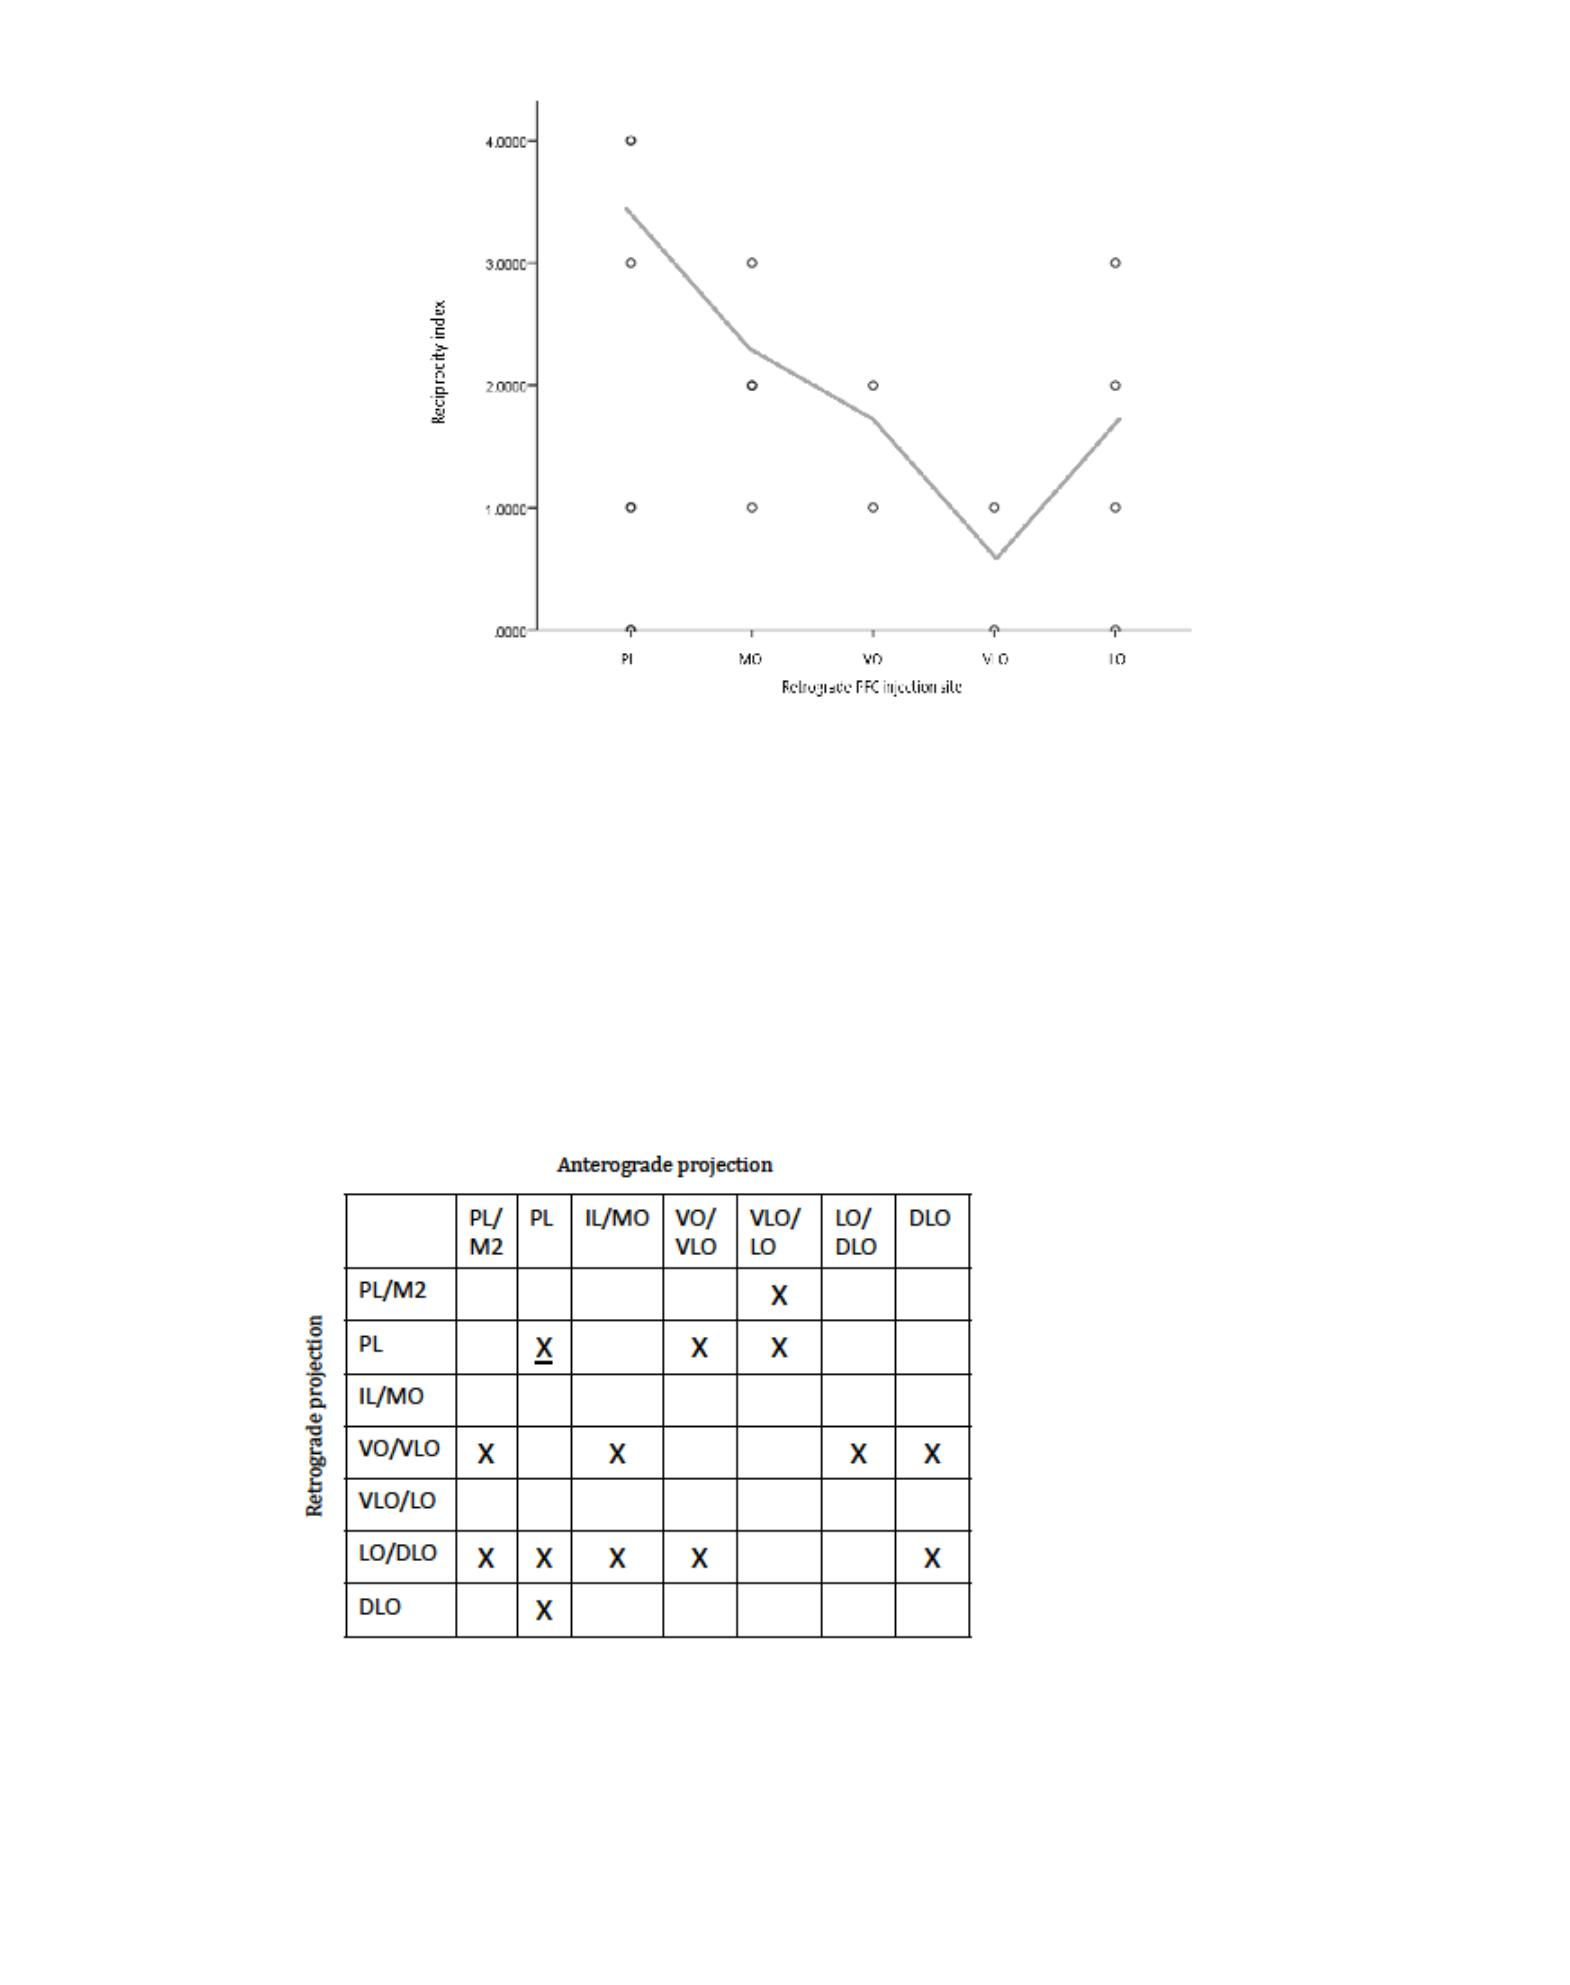 4.0000
3.0000
2.0000
1.0000
.0000
Reciprocity index
PL MO VO VLO LO
Retrograde PFC injection site
Anterograde projection
Retrograde projection
PL/ PL IL/MO VO/ VLO/ LO/ DLO
M2 VLO LO DLO
PL/M2 X
PL X X X
IL/MO
VO/VLO X X X X
VLO/LO
LO/DLO X X X X X
DLO X